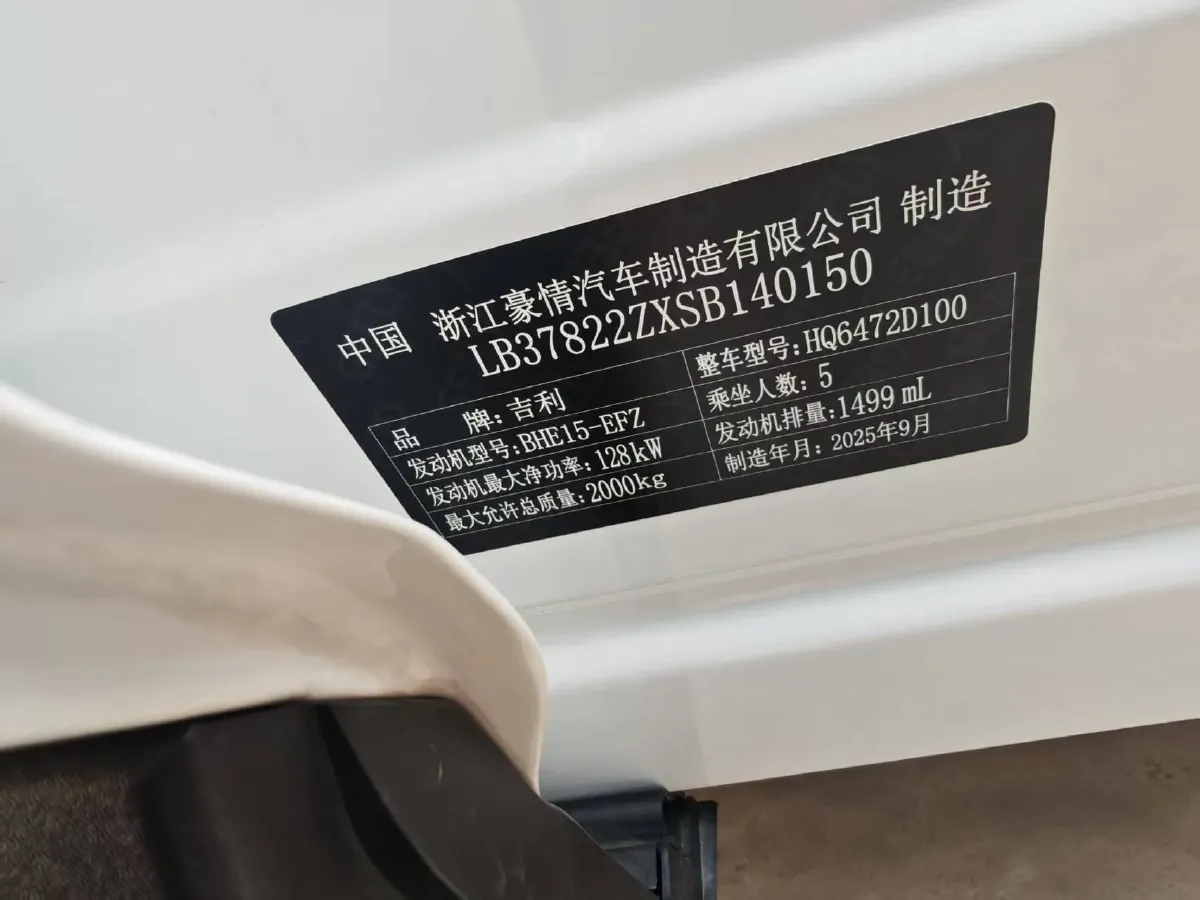 中国 浙江豪情汽车制造有限公司 制造
LB37822ZXSB140150
品 牌:吉利 整车型号:HQ6472D100
发动机型号:BHE15-EFZ 乘坐人数:5
发动机最大净功率:128kW 发动机排量:1499 mL
最大允许总质量:2000kg 制造年月:2025年9月